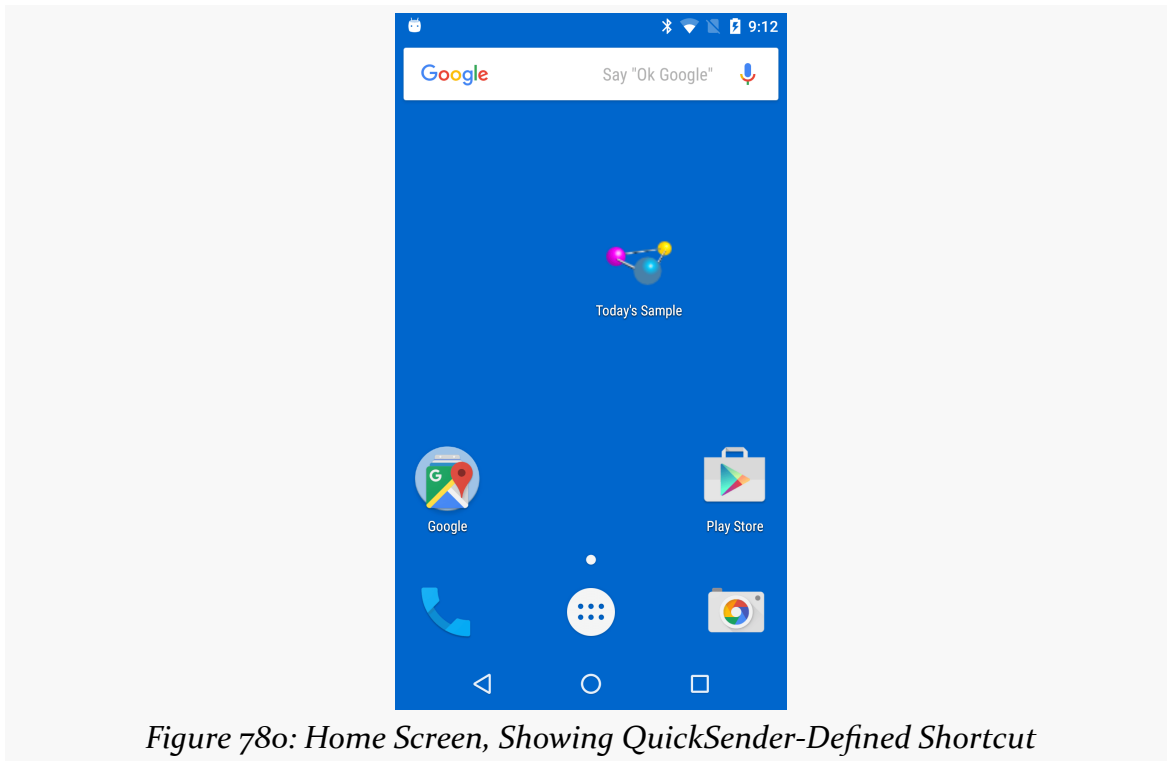 9:12
Google Say "Ok Google"
Today's Sample
G
Google Play Store
Figure 780: Home Screen, Showing QuickSender-Defined Shortcut